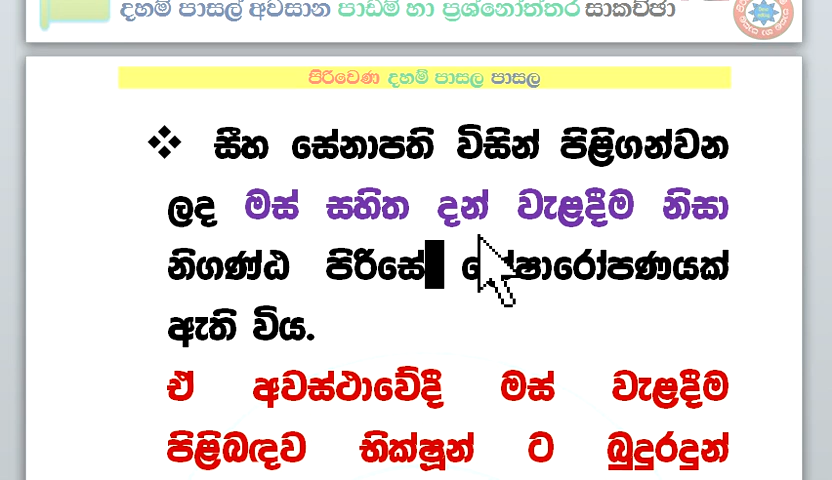 දහම් පාසල් අවසාන පාඩම් හා ප්‍රශ්නෝත්තර සාකච්ඡා
පිරිවෙණ දහම් පාසල පාසල
❖ සීහ සේනාපති විසින් පිළිගන්වන
ලද මස් සහිත දන් වැළදීම නිසා
නිගණ්ඨ පිරිසේ
ඇති විය.
ඒ අවස්ථාවේදී මස් වැළදීම
පිළිබඳව භික්ෂූන් ට බුදුරදුන්